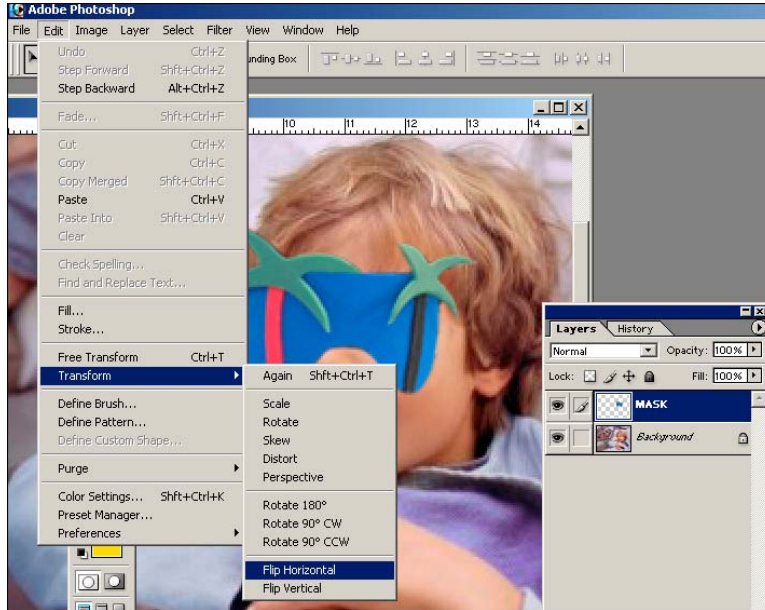 Adobe Photoshop
File Edit Image Layer Select Filter View Window Help
Undo Ctrl+Z
Step Forward Shft+Ctrl+Z
Step Backward Alt+Ctrl+Z
Fade... Shft+Ctrl+F
Cut Ctrl+X
Copy Ctrl+C
Copy Merged Shft+Ctrl+C
Paste Ctrl+V
Paste Into Shft+Ctrl+V
Clear
Check Spelling...
Find and Replace Text...
Fill...
Stroke...
Free Transform Ctrl+T
Transform
Define Brush...
Define Pattern...
Define Custom Shape...
Purge
Color Settings... Shft+Ctrl+K
Preset Manager...
Preferences
Again Shft+Ctrl+T
Scale
Rotate
Skew
Distort
Perspective
Rotate 180°
Rotate 90° CW
Rotate 90° CCW
Flip Horizontal
Flip Vertical
unding Box
10 11 12 13 14
Layers History
Normal Opacity: 100%
Lock: Fill: 100%
MASK
Background